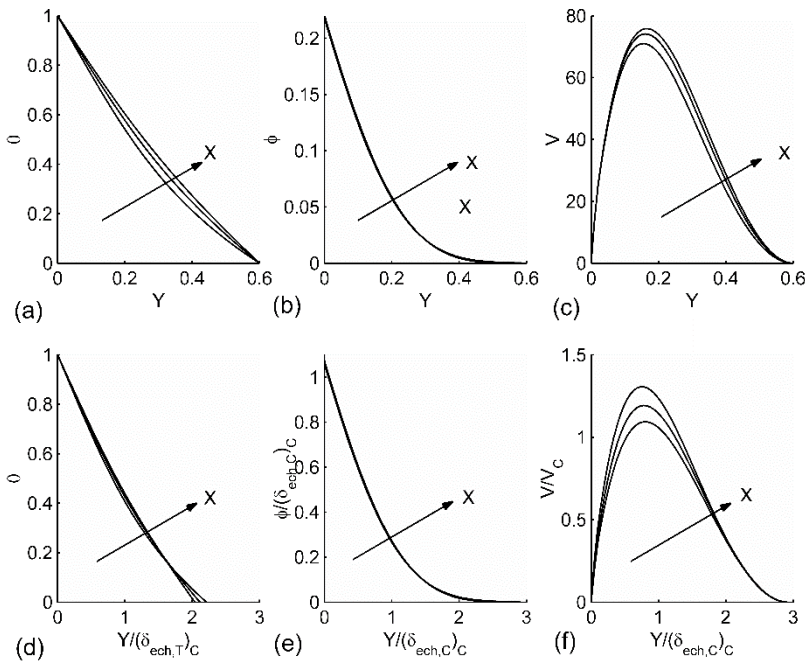 1
0.8
0.6
0.4
0.2
0
θ
X
0
0.2
0.4
0.6
Y
(a)
0.2
0.15
0.1
0.05
0
ϕ
X
X
0
0.2
0.4
0.6
Y
(b)
80
60
40
20
0
V
X
0
0.2
0.4
0.6
Y
(c)
1
0.8
0.6
0.4
0.2
0
θ
X
0
1
2
3
Y/(δech,T)C
(d)
1
0.8
0.6
0.4
0.2
0
ϕ/(δech,C)C
X
0
1
2
3
Y/(δech,C)C
(e)
1.5
1
0.5
0
V/VC
X
0
1
2
3
Y/(δech,C)C
(f)